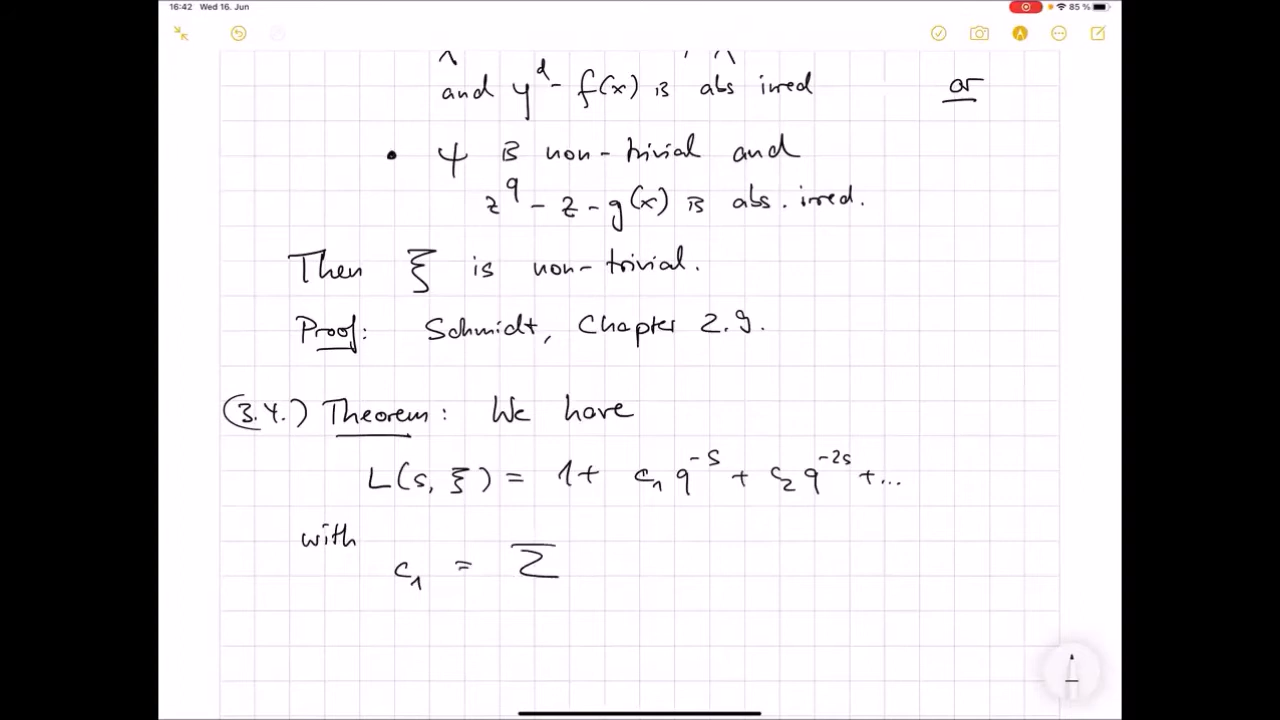 16:42 Wed 16. Jun 85 %
and y^d - f(x) is abs irred or
• ψ is non-trivial and
z^q - z - g(x) is abs. irred.
Then ξ is non-trivial.
Proof: Schmidt, Chapter 2.9.
(3.4.) Theorem: We have
L(s, ξ) = 1 + c_1 q^{-s} + c_2 q^{-2s} + ...
with
c_1 = Σ